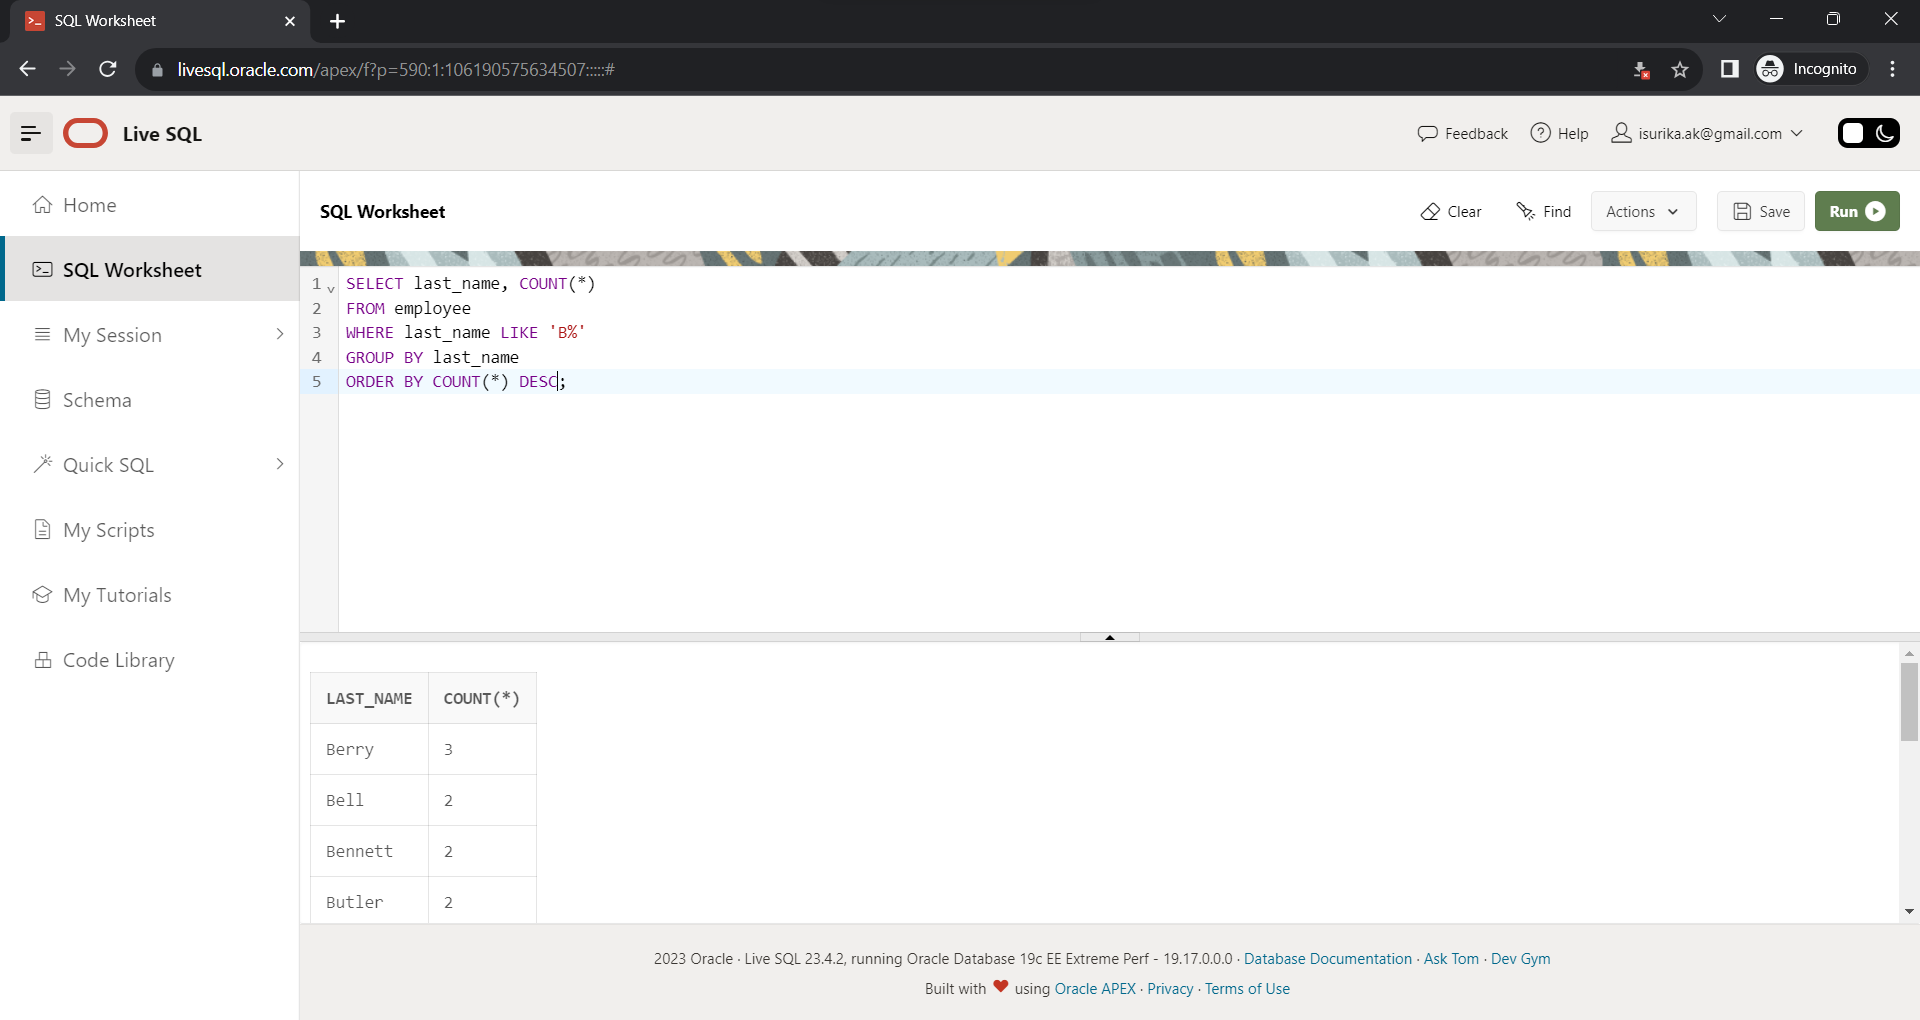 SQL Worksheet
livesql.oracle.com/apex/f?p=590:1:106190575634507:::::#
Incognito
Live SQL
Feedback
Help
isurika.ak@gmail.com
Home
SQL Worksheet
My Session
Schema
Quick SQL
My Scripts
My Tutorials
Code Library
SQL Worksheet
Clear
Find
Actions
Save
Run
1 SELECT last_name, COUNT(*)
2 FROM employee
3 WHERE last_name LIKE 'B%'
4 GROUP BY last_name
5 ORDER BY COUNT(*) DESC;
LAST_NAME COUNT(*)
Berry 3
Bell 2
Bennett 2
Butler 2
2023 Oracle · Live SQL 23.4.2, running Oracle Database 19c EE Extreme Perf - 19.17.0.0.0 · Database Documentation · Ask Tom · Dev Gym
Built with ❤ using Oracle APEX · Privacy · Terms of Use